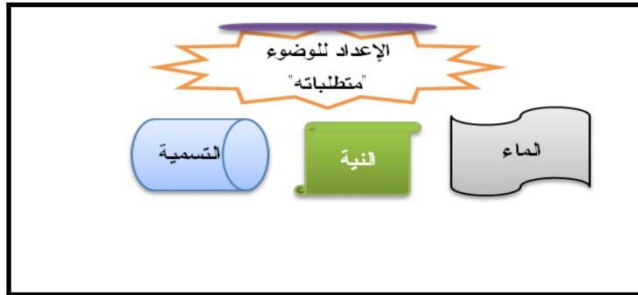 الإعداد للوضوء
"متطلباته"
الماء
النية
التسمية